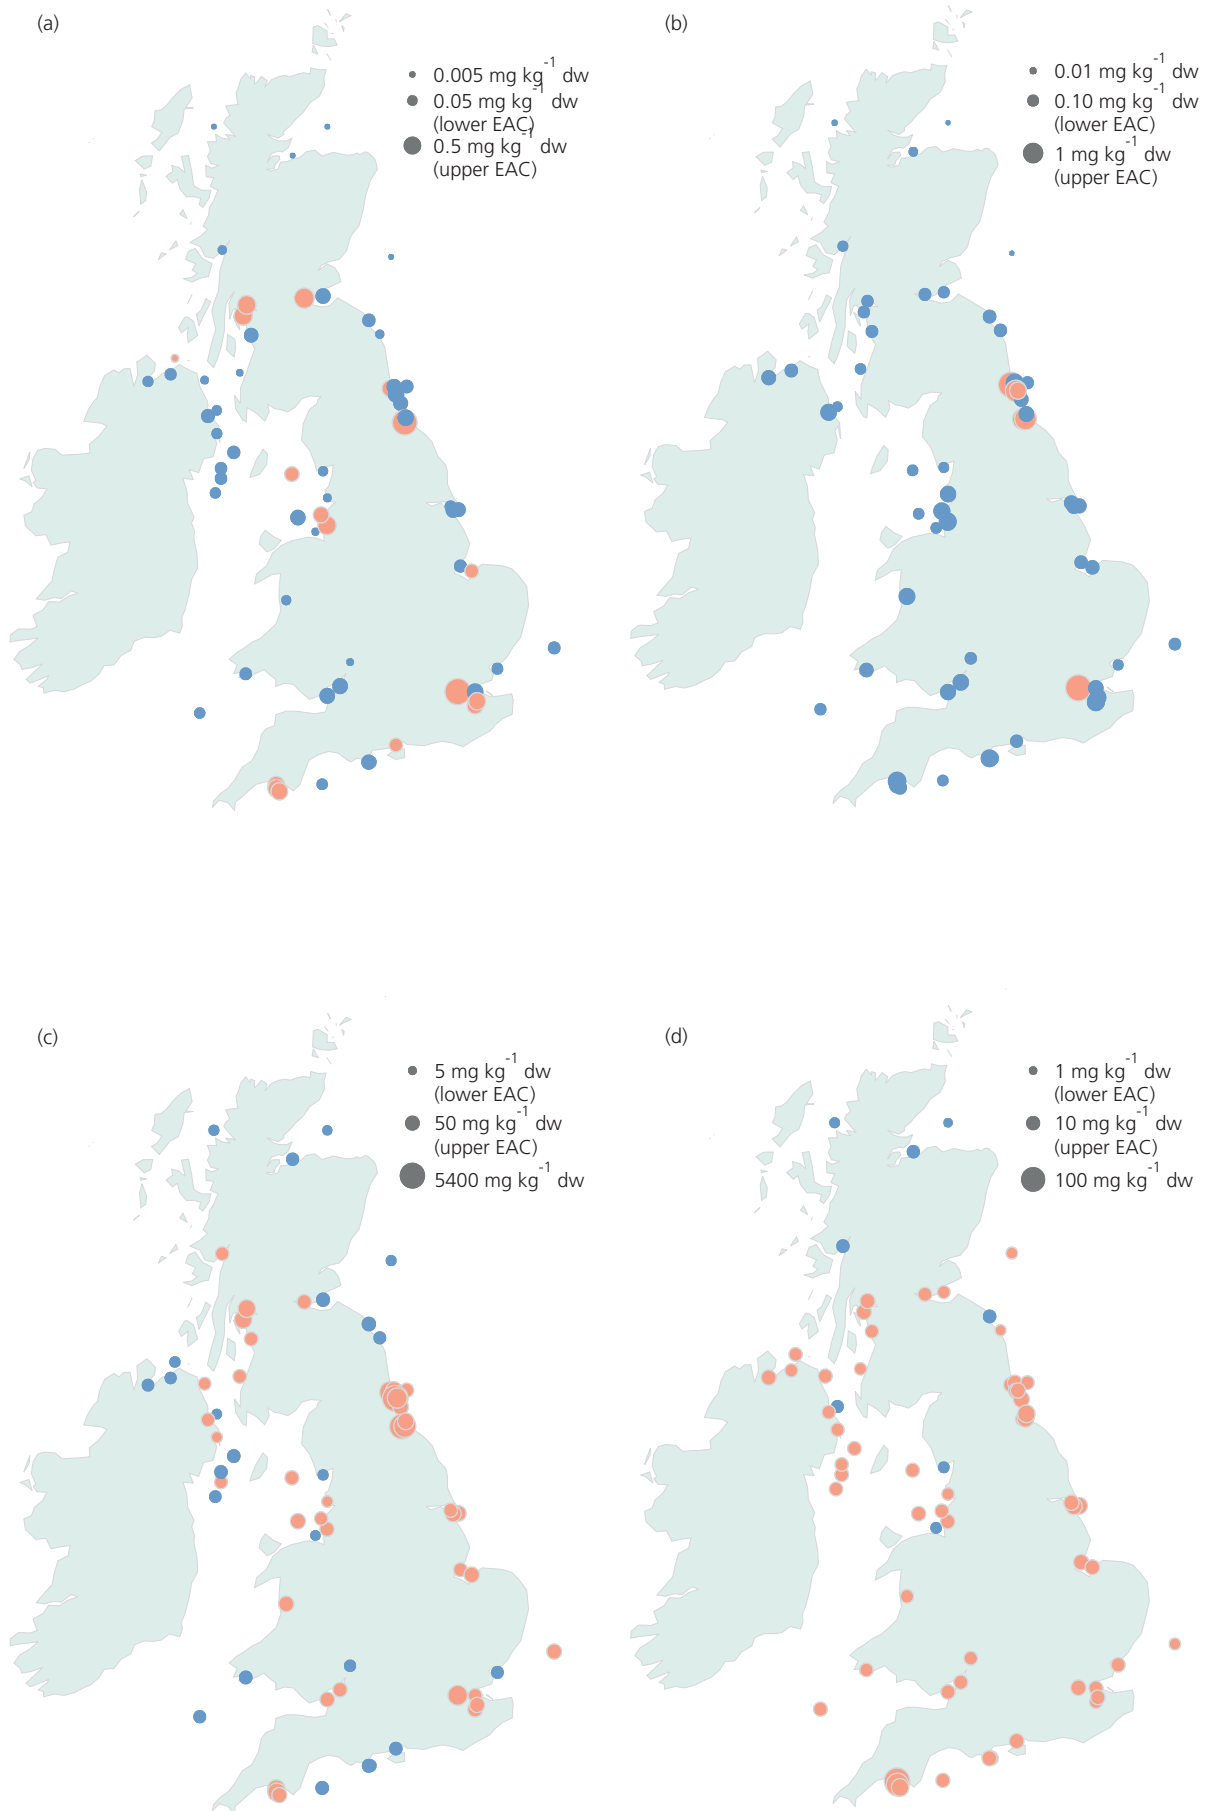 (a)
0.005 mg kg⁻¹ dw
0.05 mg kg⁻¹ dw
(lower EAC)
0.5 mg kg⁻¹ dw
(upper EAC)
(b)
0.01 mg kg⁻¹ dw
0.10 mg kg⁻¹ dw
(lower EAC)
1 mg kg⁻¹ dw
(upper EAC)
(c)
5 mg kg⁻¹ dw
(lower EAC)
50 mg kg⁻¹ dw
(upper EAC)
5400 mg kg⁻¹ dw
(d)
1 mg kg⁻¹ dw
(lower EAC)
10 mg kg⁻¹ dw
(upper EAC)
100 mg kg⁻¹ dw